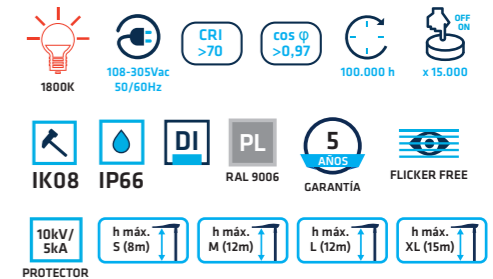 1800K
108-305Vac
50/60Hz
CRI
>70
cos φ
>0,97
100.000 h
OFF
ON
x 15.000
IK08
IP66
DI
PL
RAL 9006
5
AÑOS
GARANTÍA
FLICKER FREE
10kV/
5kA
PROTECTOR
h máx.
S (8m)
h máx.
M (12m)
h máx.
L (12m)
h máx.
XL (15m)